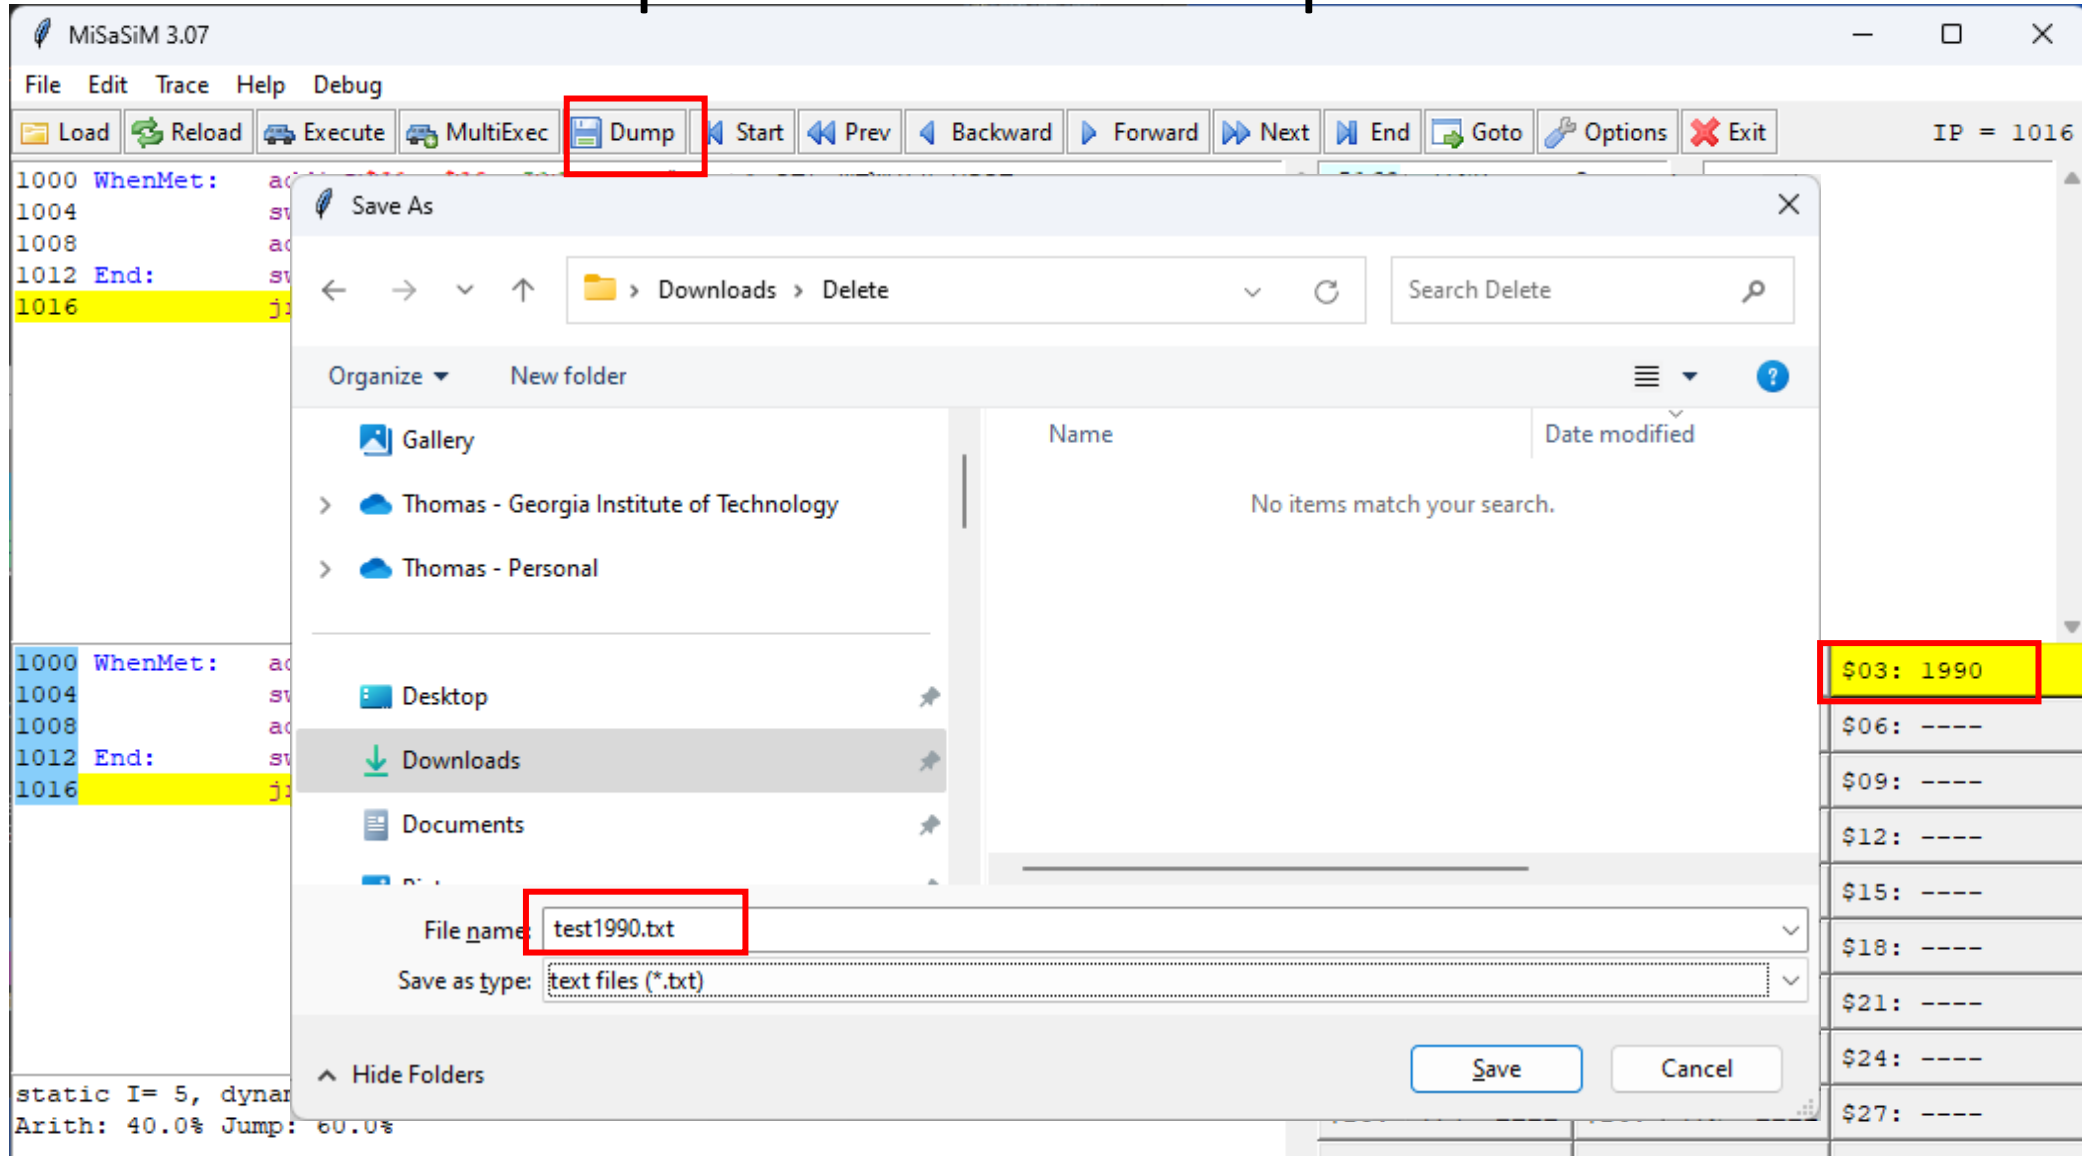 MiSaSiM 3.07
File Edit Trace Help Debug
Load Reload Execute MultiExec Dump Start Prev Backward Forward Next End Goto Options Exit IP = 1016
1000 WhenMet:
1004
1008
1012 End:
1016
Save As
Downloads > Delete
Search Delete
Organize New folder
Name Date modified
Gallery
Thomas - Georgia Institute of Technology
No items match your search.
Thomas - Personal
Desktop
Downloads
Documents
1000 WhenMet:
1004
1008
1012 End:
1016
$03: 1990
$06: ----
$09: ----
$12: ----
$15: ----
$18: ----
$21: ----
$24: ----
$27: ----
File name: test1990.txt
Save as type: text files (*.txt)
Hide Folders
Save Cancel
static I= 5,
Arith: 40.0% Jump: 60.0%